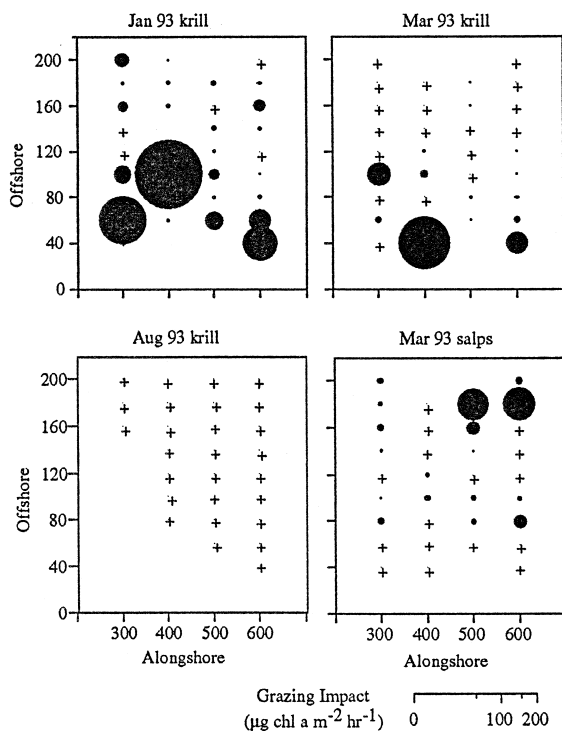 Jan 93 krill
Mar 93 krill
Offshore
200
160
120
80
40
0
Aug 93 krill
Mar 93 salps
Offshore
200
160
120
80
40
0
300 400 500 600
300 400 500 600
Alongshore
Alongshore
Grazing Impact
(µg chl a m⁻² hr⁻¹)
0 100 200